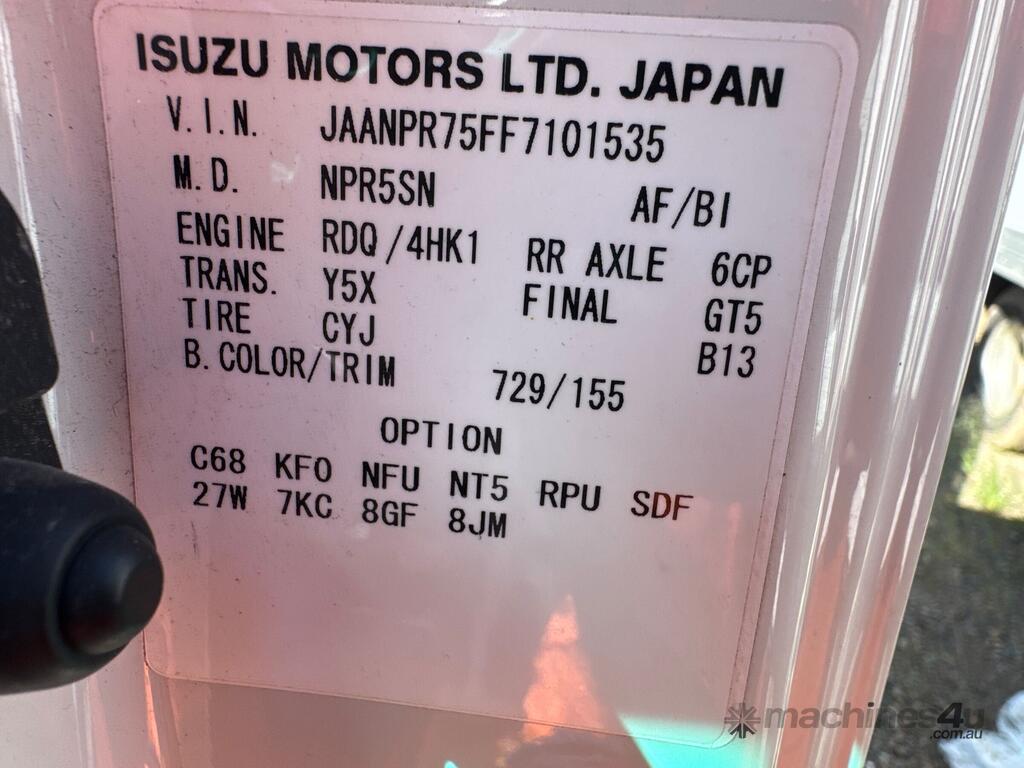 ISUZU MOTORS LTD. JAPAN
V.I.N. JAANPR75FF7101535
M.D. NPR5SN AF/BI
ENGINE RDQ/4HK1 RR AXLE 6CP
TRANS. Y5X FINAL GT5
TIRE CYJ B13
B.COLOR/TRIM 729/155
OPTION
C68 KFO NFU NT5 RPU SDF
27W 7KC 8GF 8JM
machines4u
.com.au